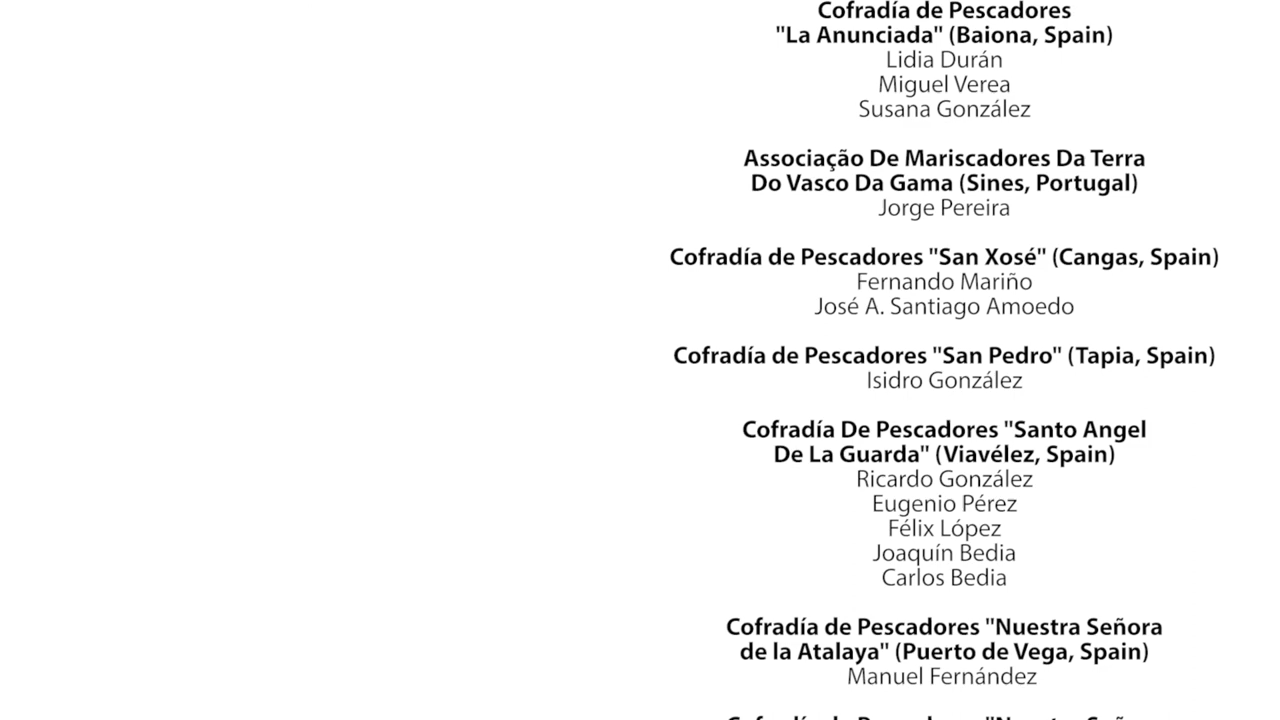 Cofradía de Pescadores
"La Anunciada" (Baiona, Spain)
Lidia Durán
Miguel Verea
Susana González
Associação De Mariscadores Da Terra
Do Vasco Da Gama (Sines, Portugal)
Jorge Pereira
Cofradía de Pescadores "San Xosé" (Cangas, Spain)
Fernando Mariño
José A. Santiago Amoedo
Cofradía de Pescadores "San Pedro" (Tapia, Spain)
Isidro González
Cofradía De Pescadores "Santo Angel
De La Guarda" (Viavélez, Spain)
Ricardo González
Eugenio Pérez
Félix López
Joaquín Bedia
Carlos Bedia
Cofradía de Pescadores "Nuestra Señora
de la Atalaya" (Puerto de Vega, Spain)
Manuel Fernández